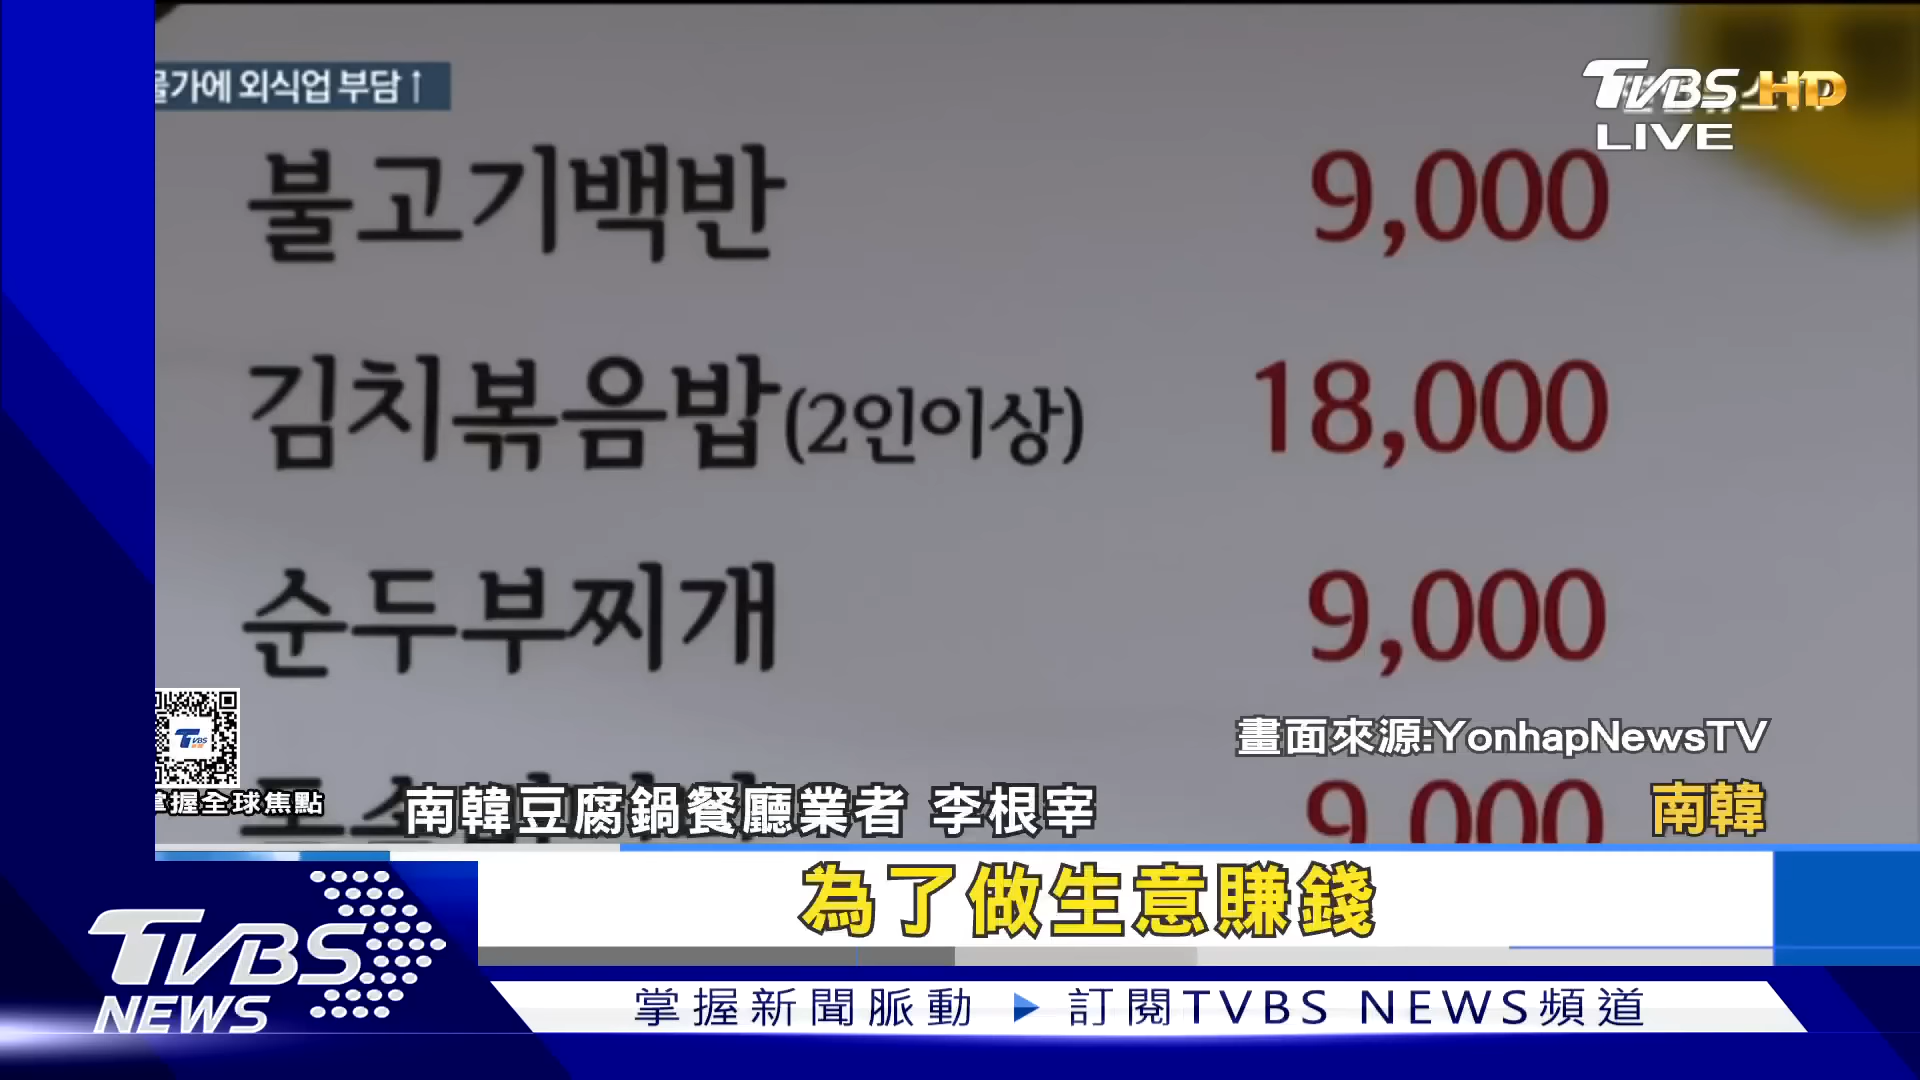 물가에 외식업 부담↑
TVBS HD
LIVE
불고기백반 9,000
김치볶음밥(2인이상) 18,000
순두부찌개 9,000
畫面來源:YonhapNewsTV
TVBS
掌握全球焦點
南韓豆腐鍋餐廳業者 李根宰
9,000
南韓
為了做生意賺錢
TVBS
NEWS
掌握新聞脈動 ▶ 訂閱TVBS NEWS頻道